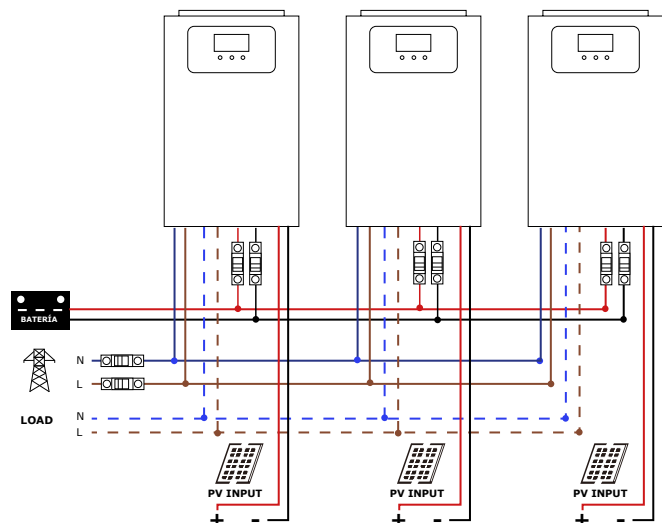 BATERÍA
N
L
LOAD
N
L
PV INPUT
PV INPUT
PV INPUT
+ -
+ -
+ -